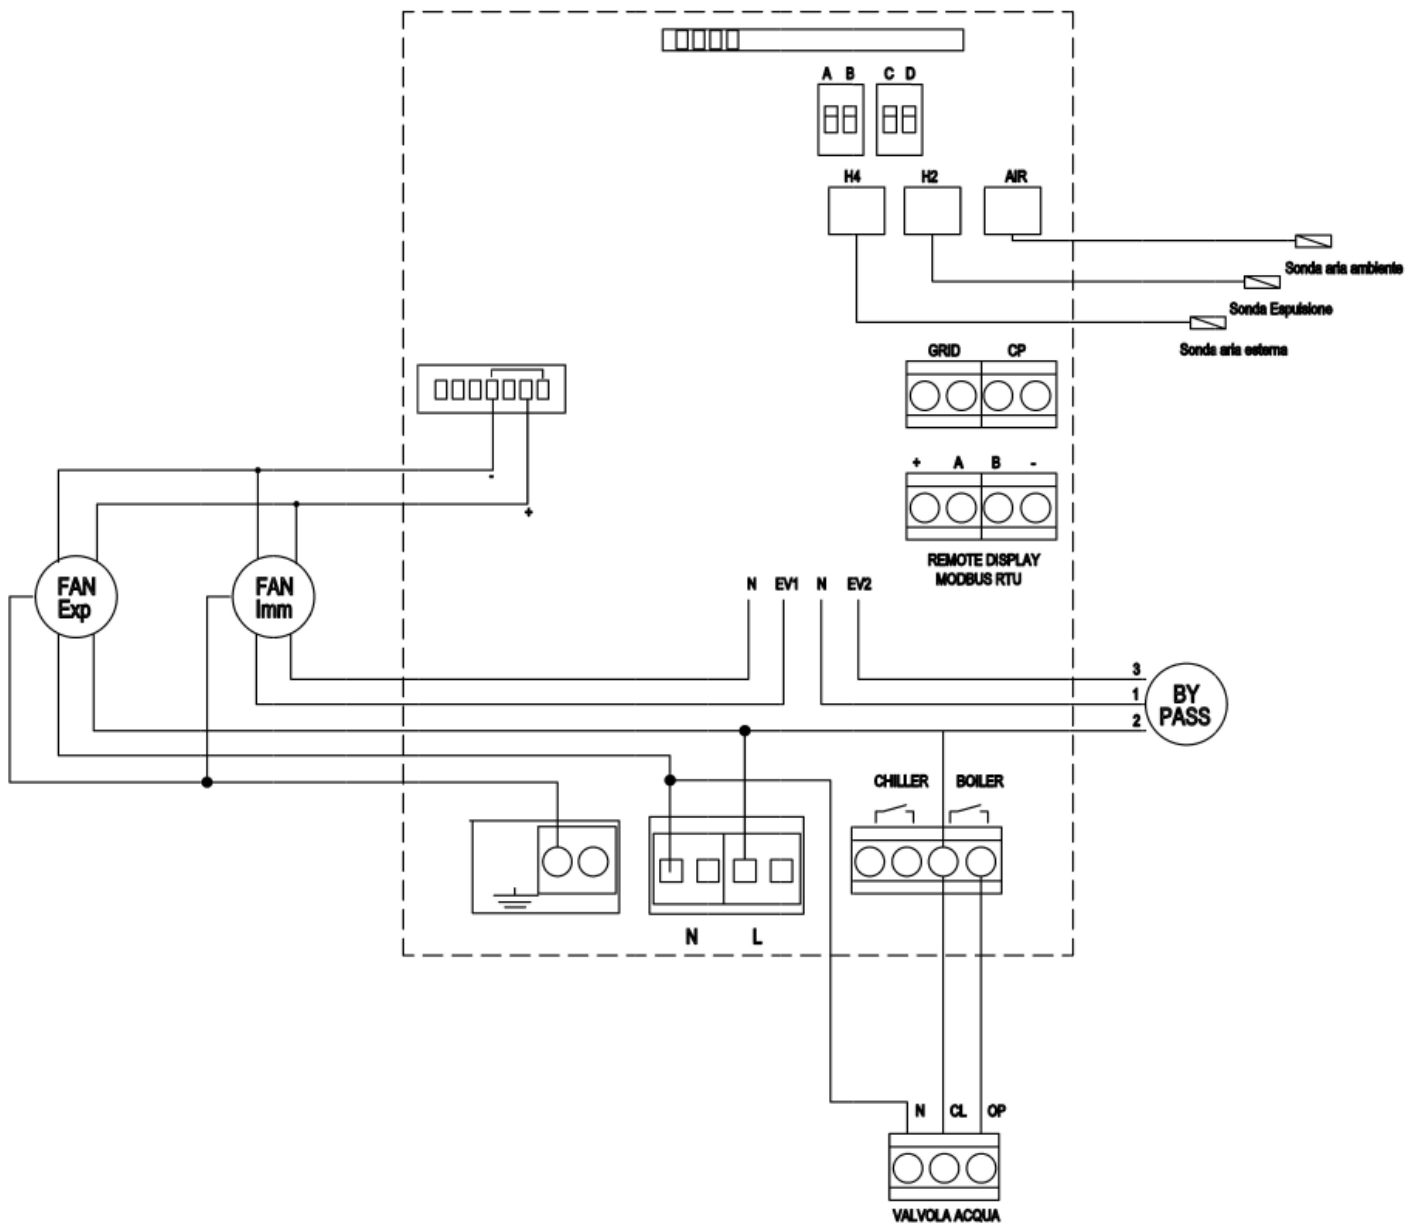 A B C D
H4 H2 AIR
Sonda aria ambiente
Sonda Espulsione
Sonda aria esterna
GRID CP
+ A B -
REMOTE DISPLAY
MODBUS RTU
-
+
FAN
Exp
FAN
Imm
N EV1 N EV2
3
1
2
BY
PASS
CHILLER BOILER
N L
N CL OP
VALVOLA ACQUA